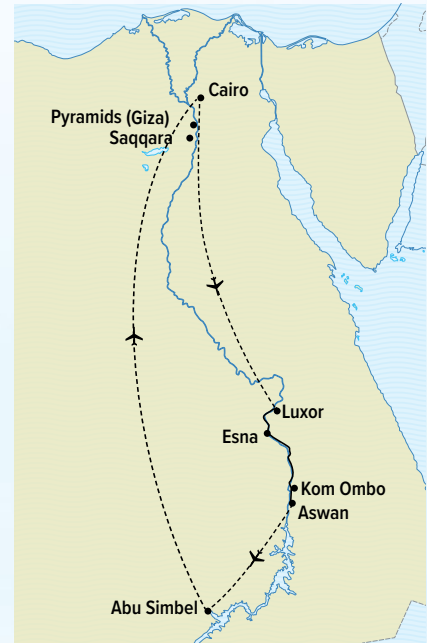 Cairo
Pyramids (Giza)
Saqqara
Luxor
Esna
Kom Ombo
Aswan
Abu Simbel